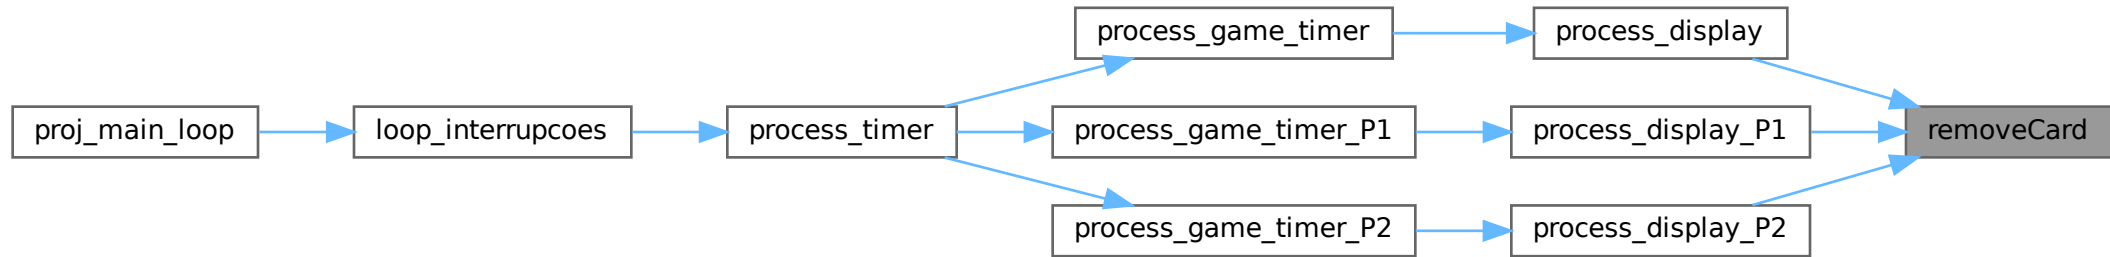 process_game_timer
process_display
proj_main_loop
loop_interrupcoes
process_timer
process_game_timer_P1
process_display_P1
removeCard
process_game_timer_P2
process_display_P2